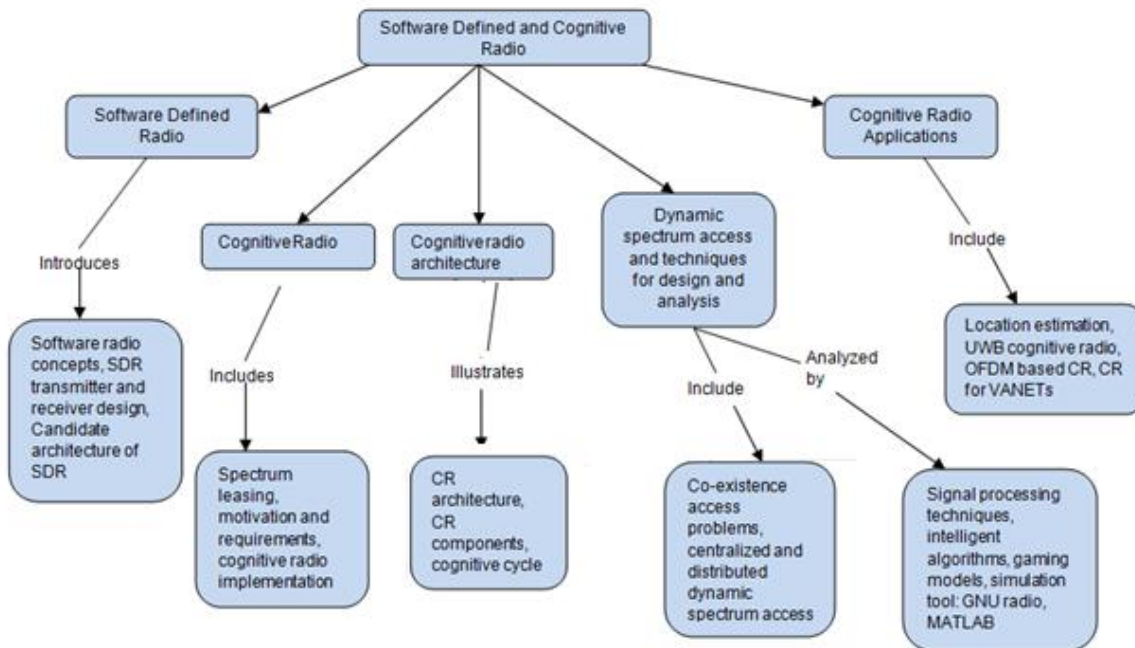 Software Defined and Cognitive
Radio
Software Defined
Radio
Cognitive Radio
Applications
CognitiveRadio
Cognitive radio
architecture
Dynamic
spectrum access
and techniques
for design and
analysis
Introduces
Includes
Illustrates
Include
Analyzed
by
Include
Software radio
concepts, SDR
transmitter and
receiver design,
Candidate
architecture of
SDR
Spectrum
leasing,
motivation and
requirements,
cognitive radio
implementation
CR
architecture,
CR
components,
cognitive cycle
Co-existence
access
problems,
centralized and
distributed
dynamic
spectrum access
Signal processing
techniques,
intelligent
algorithms, gaming
models, simulation
tool: GNU radio,
MATLAB
Location estimation,
UWB cognitive radio,
OFDM based CR, CR
for VANETs